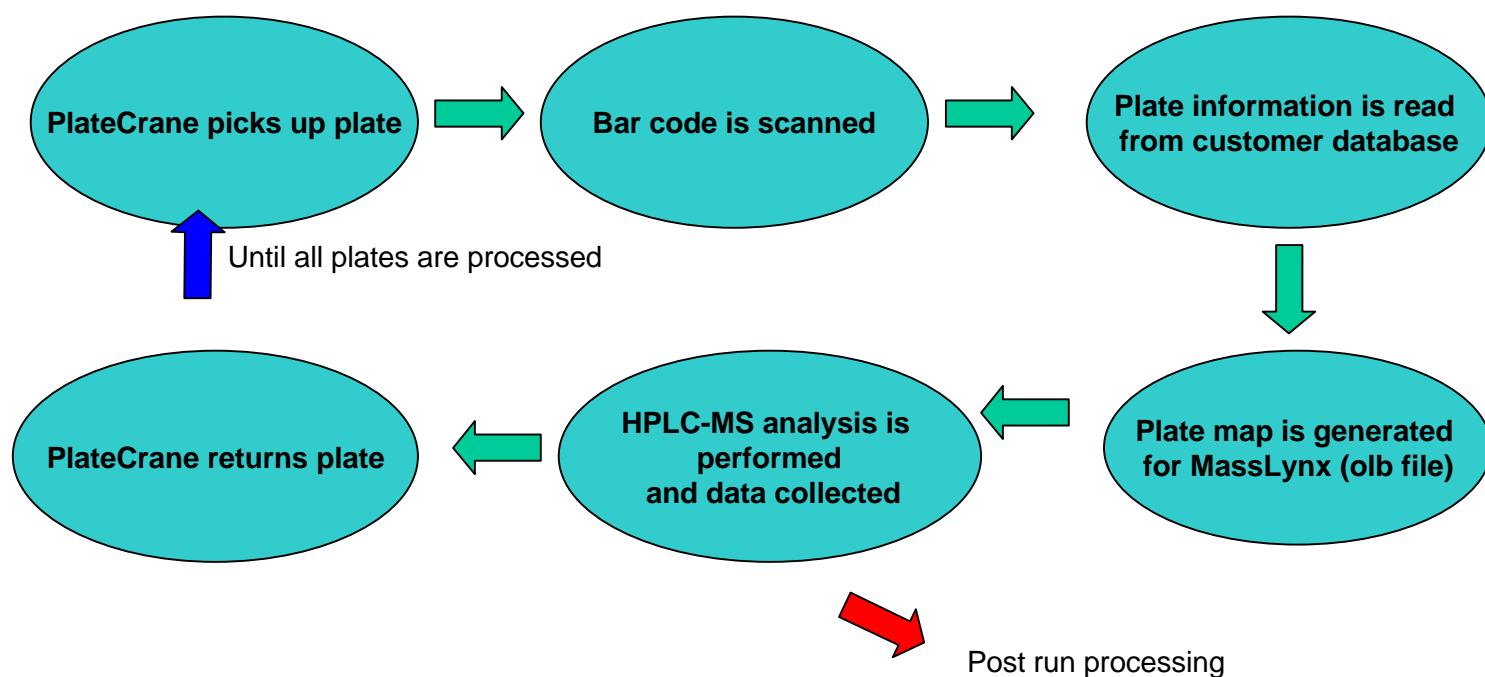 PlateCrane picks up plate
Bar code is scanned
Plate information is read
from customer database
Until all plates are processed
PlateCrane returns plate
HPLC-MS analysis is
performed
and data collected
Plate map is generated
for MassLynx (olb file)
Post run processing